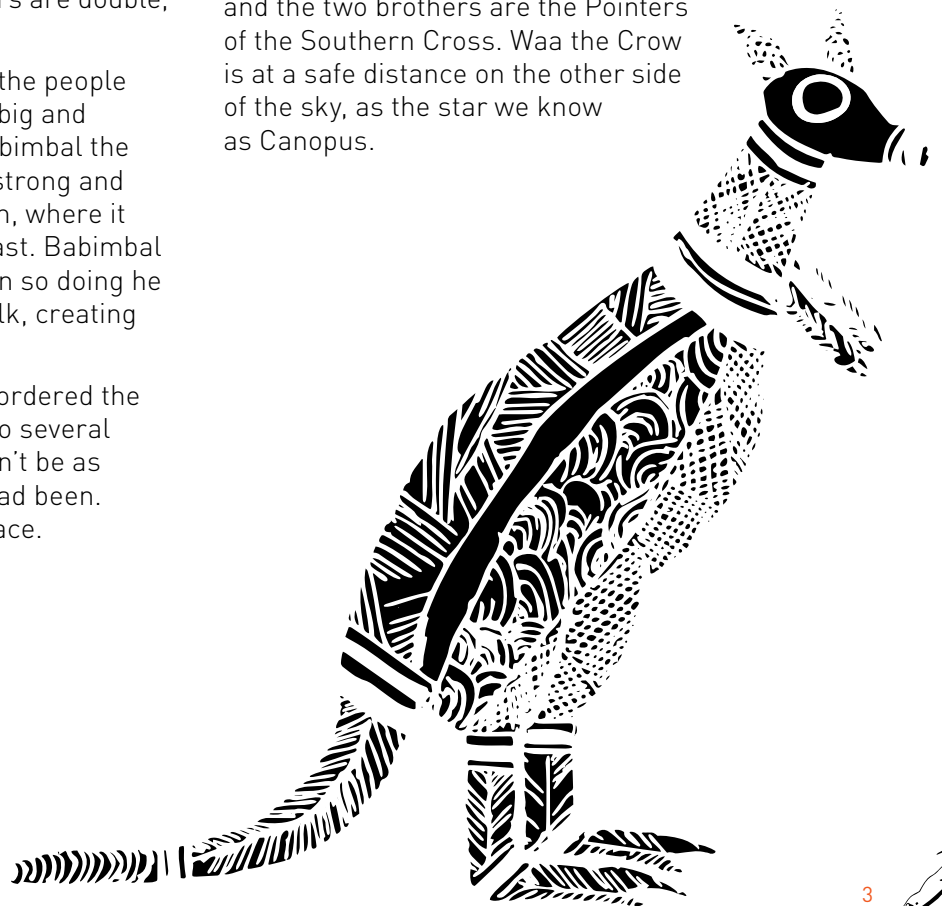 rs are double,
the people
big and
bimbal the
strong and
n, where it
ast. Babimbal
n so doing he
lk, creating
ordered the
o several
n't be as
ad been.
ace.
and the two brothers are the Pointers
of the Southern Cross. Waa the Crow
is at a safe distance on the other side
of the sky, as the star we know
as Canopus.
3